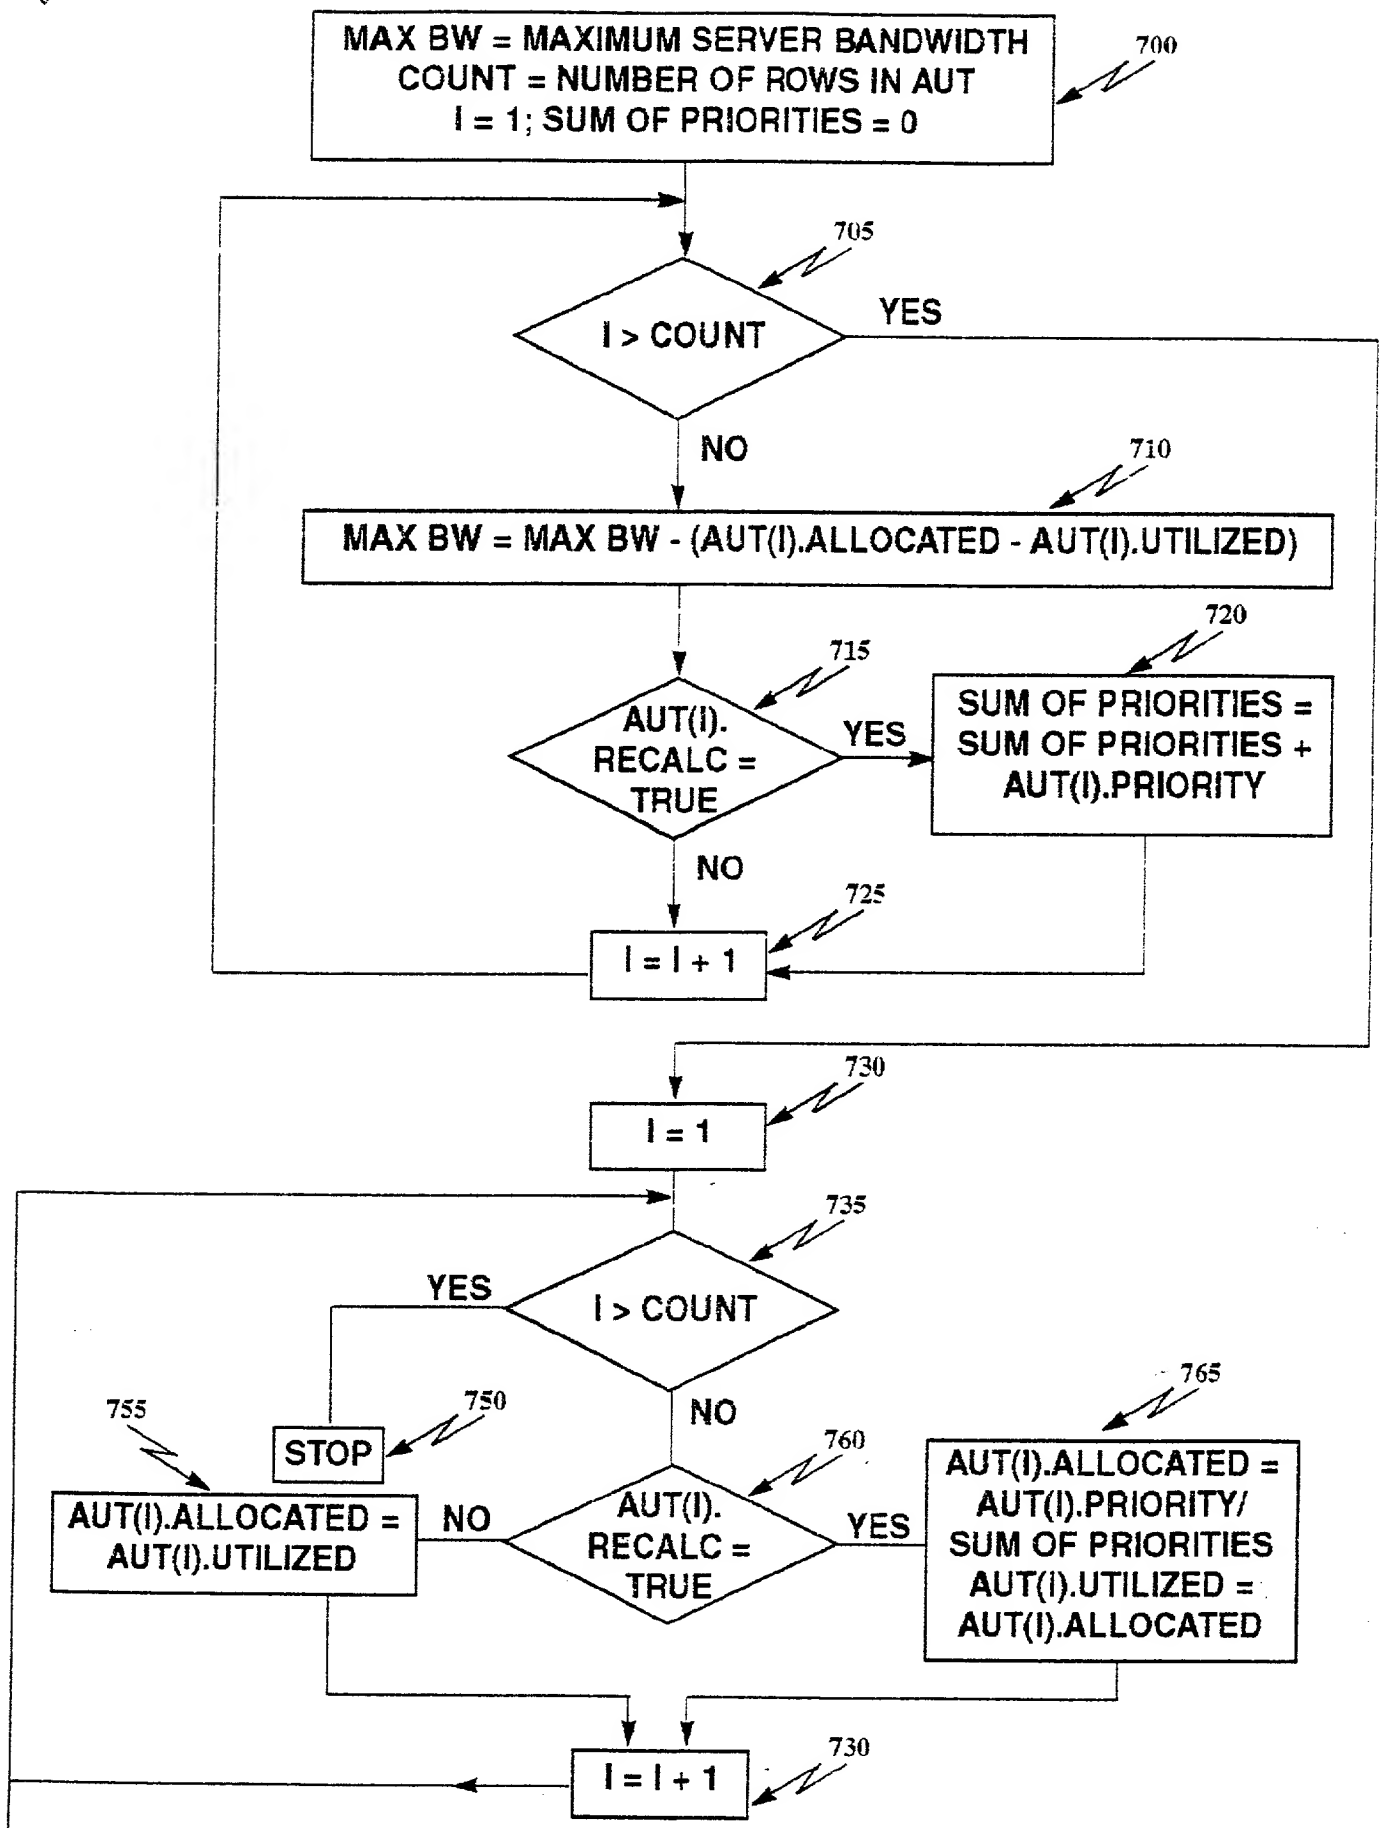 MAX BW = MAXIMUM SERVER BANDWIDTH
COUNT = NUMBER OF ROWS IN AUT
I = 1; SUM OF PRIORITIES = 0
700
705
I > COUNT
YES
NO
710
MAX BW = MAX BW - (AUT(I).ALLOCATED - AUT(I).UTILIZED)
715
720
AUT(I).
RECALC =
TRUE
YES
SUM OF PRIORITIES =
SUM OF PRIORITIES +
AUT(I).PRIORITY
NO
725
I = I + 1
730
I = 1
735
YES
I > COUNT
NO
755
750
STOP
760
765
AUT(I).ALLOCATED =
AUT(I).UTILIZED
NO
AUT(I).
RECALC =
TRUE
YES
AUT(I).ALLOCATED =
AUT(I).PRIORITY/
SUM OF PRIORITIES
AUT(I).UTILIZED =
AUT(I).ALLOCATED
730
I = I + 1